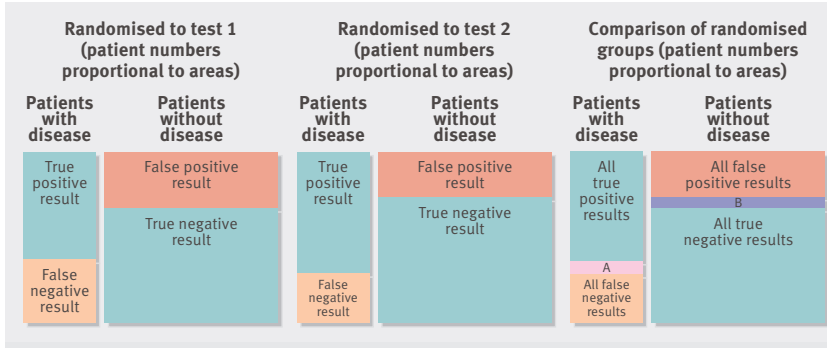 Randomised to test 1
(patient numbers
proportional to areas)
Patients
with
disease
Patients
without
disease
True
positive
result
False positive
result
True negative
result
False
negative
result
Randomised to test 2
(patient numbers
proportional to areas)
Patients
with
disease
Patients
without
disease
True
positive
result
False positive
result
True negative
result
False
negative
result
Comparison of randomised
groups (patient numbers
proportional to areas)
Patients
with
disease
Patients
without
disease
All
true
positive
results
All false
positive results
B
All true
negative results
A
All false
negative
results